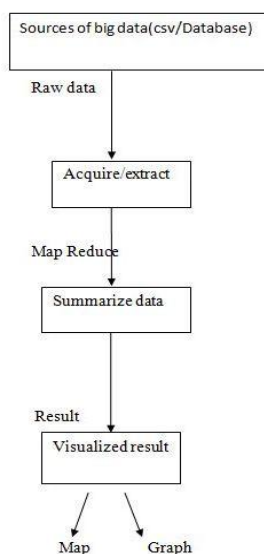 Sources of big data(csv/Database)
Raw data
Acquire/extract
Map Reduce
Summarize data
Result
Visualized result
Map
Graph